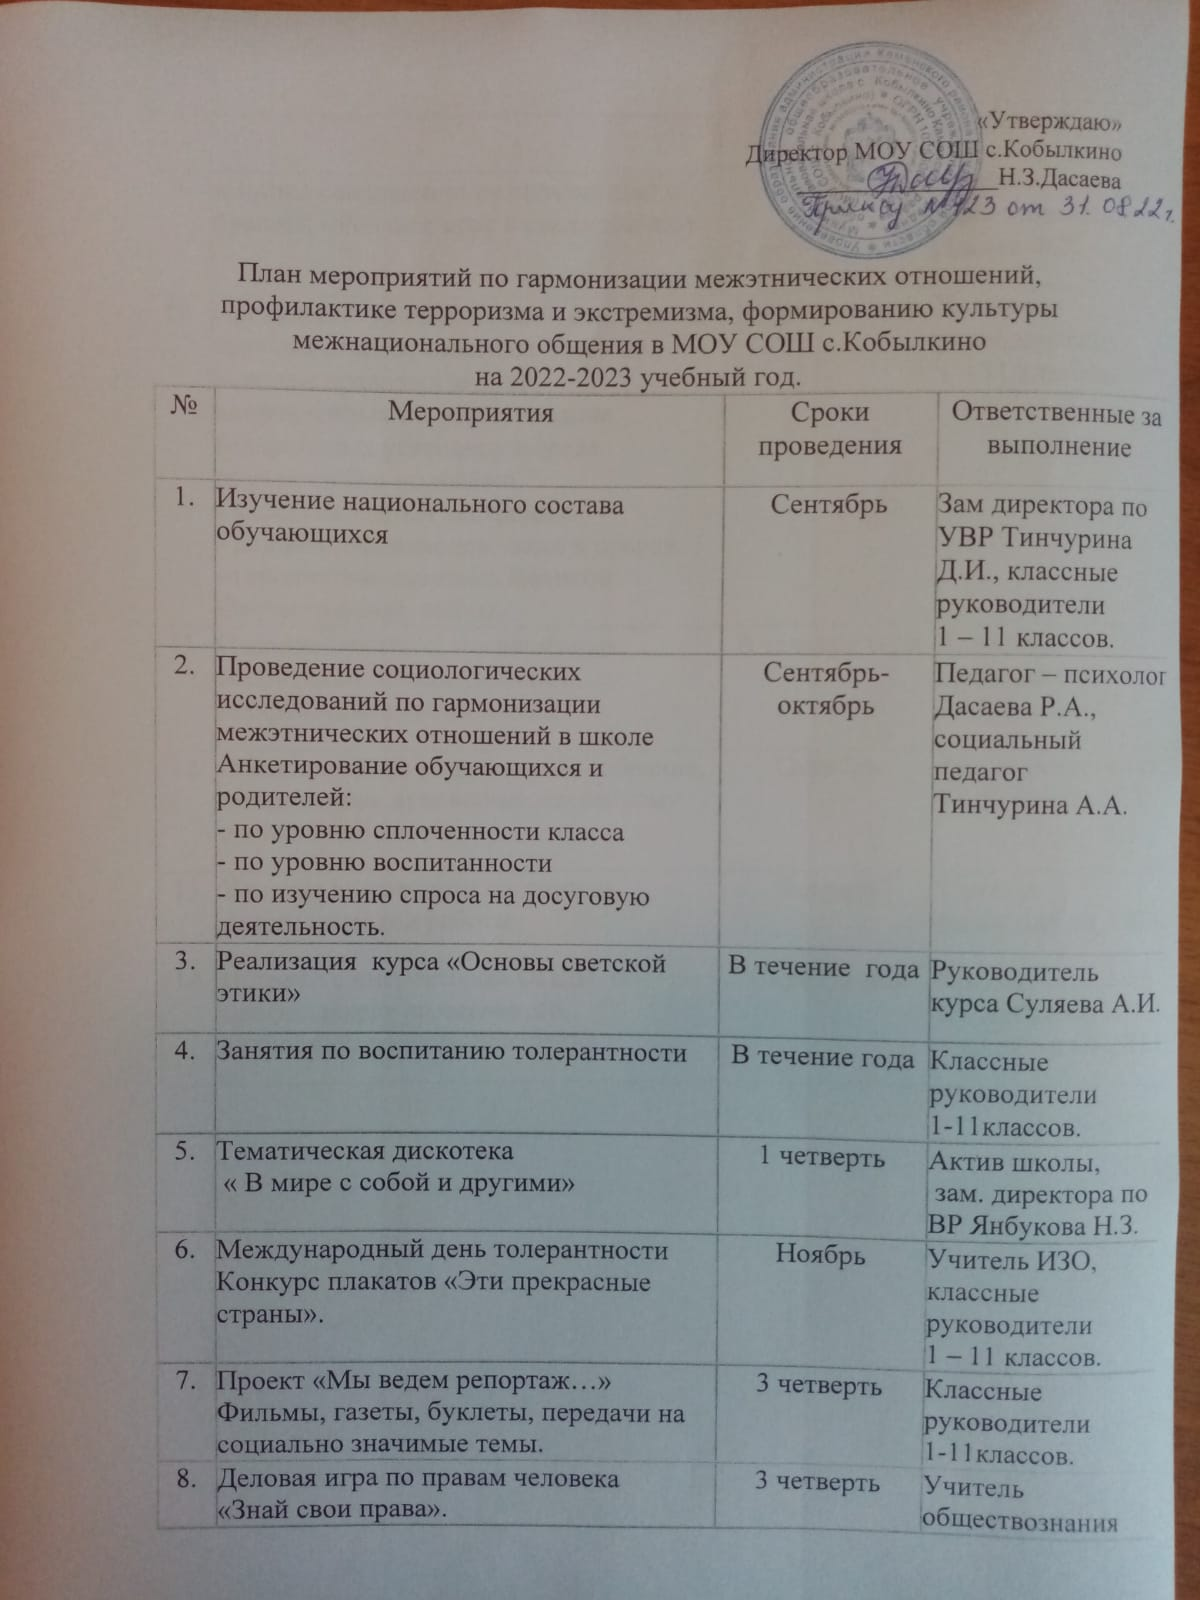 «Утверждаю»
Директор МОУ СОШ с.Кобылкино
Н.З.Дасаева
от 31.08.22г.
План мероприятий по гармонизации межэтнических отношений,
профилактике терроризма и экстремизма, формированию культуры
межнационального общения в МОУ СОШ с.Кобылкино
на 2022-2023 учебный год.
№ Мероприятия Сроки проведения Ответственные за выполнение
1. Изучение национального состава
обучающихся
Сентябрь
Зам директора по
УВР Тинчурина
Д.И., классные
руководители
1 – 11 классов.
2. Проведение социологических
исследований по гармонизации
межэтнических отношений в школе
Анкетирование обучающихся и
родителей:
- по уровню сплоченности класса
- по уровню воспитанности
- по изучению спроса на досуговую
деятельность.
Сентябрь-
октябрь
Педагог – психолог
Дасаева Р.А.,
социальный
педагог
Тинчурина А.А.
3. Реализация курса «Основы светской
этики»
В течение года
Руководитель
курса Суляева А.И.
4. Занятия по воспитанию толерантности
В течение года
Классные
руководители
1-11классов.
5. Тематическая дискотека
« В мире с собой и другими»
1 четверть
Актив школы,
зам. директора по
ВР Янбукова Н.З.
6. Международный день толерантности
Конкурс плакатов «Эти прекрасные
страны».
Ноябрь
Учитель ИЗО,
классные
руководители
1 – 11 классов.
7. Проект «Мы ведем репортаж…»
Фильмы, газеты, буклеты, передачи на
социально значимые темы.
3 четверть
Классные
руководители
1-11классов.
8. Деловая игра по правам человека
«Знай свои права».
3 четверть
Учитель
обществознания